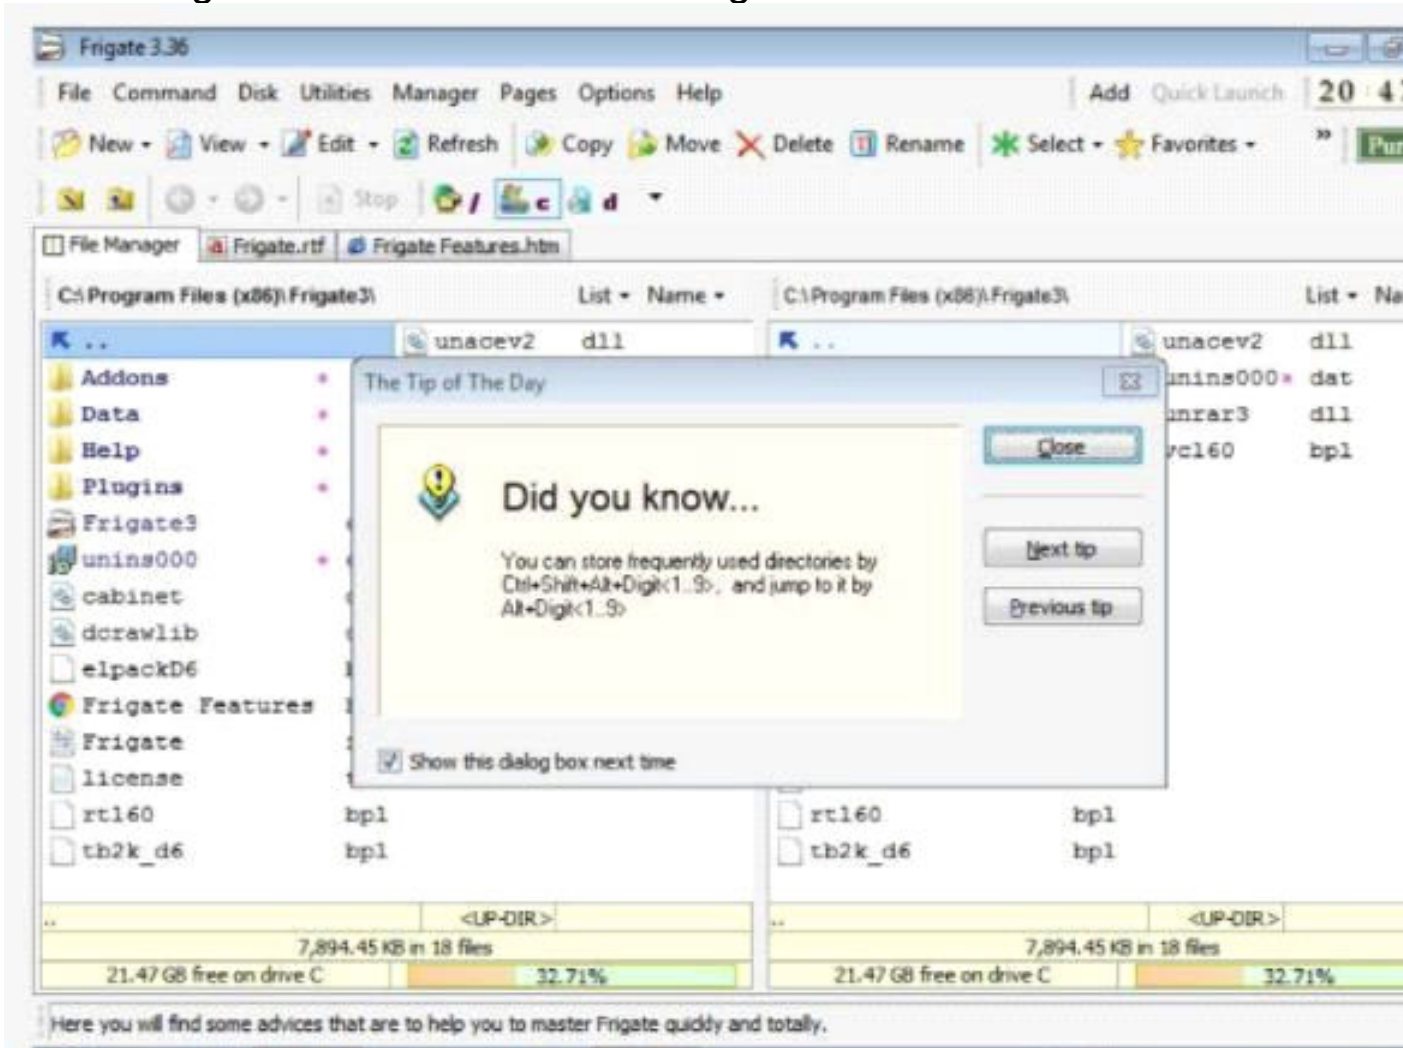 Frigate 3.36
File Command Disk Utilities Manager Pages Options Help Add Quick Launch 20
New View Edit Refresh Copy Move Delete Rename Select Favorites »
Stop / c d
File Manager Frigate.rtf Frigate Features.htm
C:\Program Files (x86)\Frigate3\ List Name C:\Program Files (x86)\Frigate3\ List
.. unacev2 dll .. unacev2 dll
Addons The Tip of The Day unins000 dat
Data unrar3 dll
Help Close vcl60 bpl
Plugins Did you know...
Frigate3
unins000 You can store frequently used directories by Next tip
cabinet Ctrl+Shift+Alt+Digit<1..9>, and jump to it by
dcrawlib Alt+Digit<1..9> Previous tip
elpackD6
Frigate Features
Frigate Show this dialog box next time
license
rtl60 bpl rtl60 bpl
tb2k_d6 bpl tb2k_d6 bpl
.. <UP-DIR> .. <UP-DIR>
7,894.45 KB in 18 files 7,894.45 KB in 18 files
21.47 GB free on drive C 32.71% 21.47 GB free on drive C 32.71%
Here you will find some advices that are to help you to master Frigate quickly and totally.